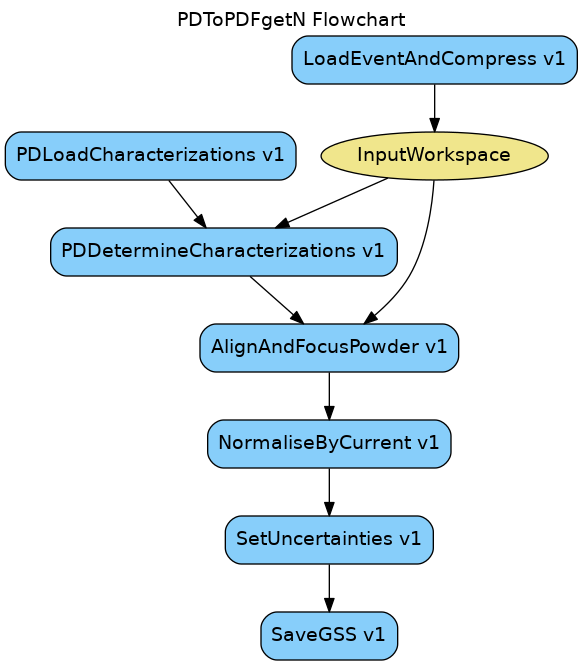 PDToPDFgetN Flowchart
LoadEventAndCompress v1
PDLoadCharacterizations v1
InputWorkspace
PDDetermineCharacterizations v1
AlignAndFocusPowder v1
NormaliseByCurrent v1
SetUncertainties v1
SaveGSS v1